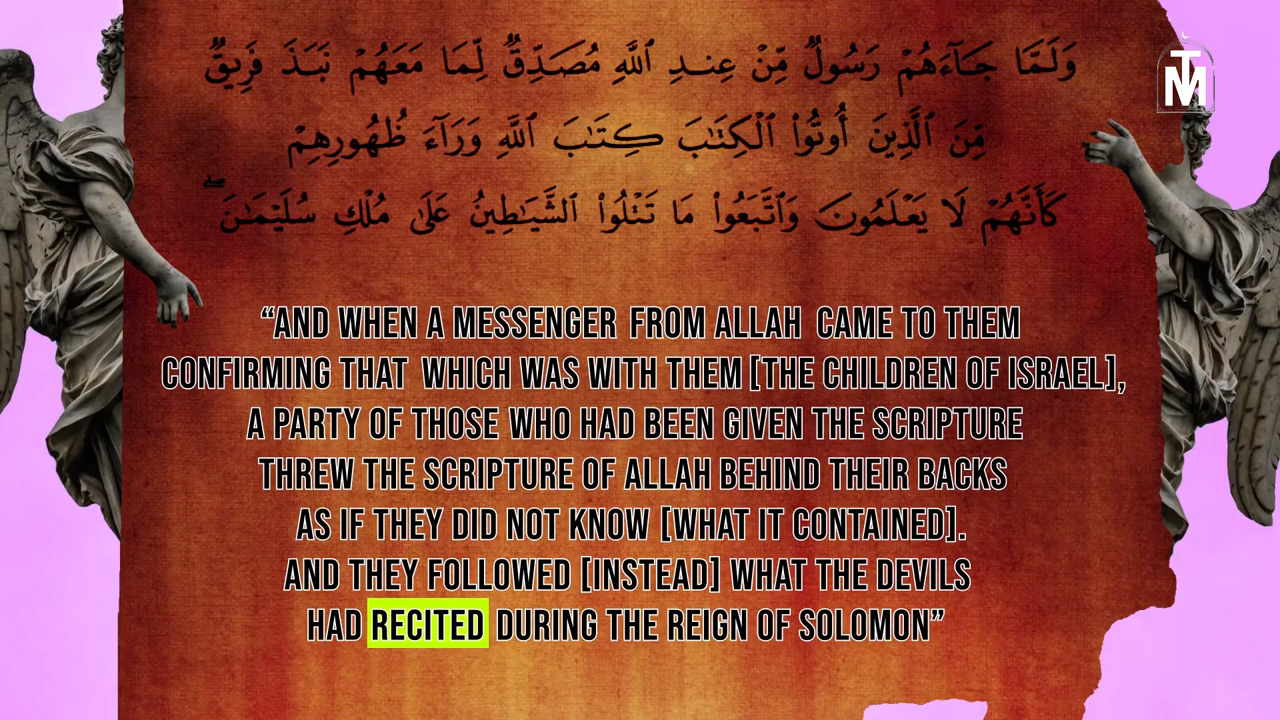 وَلَمَّا جَآءَهُمْ رَسُولٌ مِّنْ عِندِ ٱللَّهِ مُصَدِّقٌ لِّمَا مَعَهُمْ نَبَذَ فَرِيقٌ
مِّنَ ٱلَّذِينَ أُوتُوا۟ ٱلْكِتَٰبَ كِتَٰبَ ٱللَّهِ وَرَآءَ ظُهُورِهِمْ
كَأَنَّهُمْ لَا يَعْلَمُونَ وَٱتَّبَعُوا۟ مَا تَتْلُوا۟ ٱلشَّيَٰطِينُ عَلَىٰ مُلْكِ سُلَيْمَٰنَ ۖ
“AND WHEN A MESSENGER FROM ALLAH CAME TO THEM
CONFIRMING THAT WHICH WAS WITH THEM [THE CHILDREN OF ISRAEL],
A PARTY OF THOSE WHO HAD BEEN GIVEN THE SCRIPTURE
THREW THE SCRIPTURE OF ALLAH BEHIND THEIR BACKS
AS IF THEY DID NOT KNOW [WHAT IT CONTAINED].
AND THEY FOLLOWED [INSTEAD] WHAT THE DEVILS
HAD RECITED DURING THE REIGN OF SOLOMON”
TM